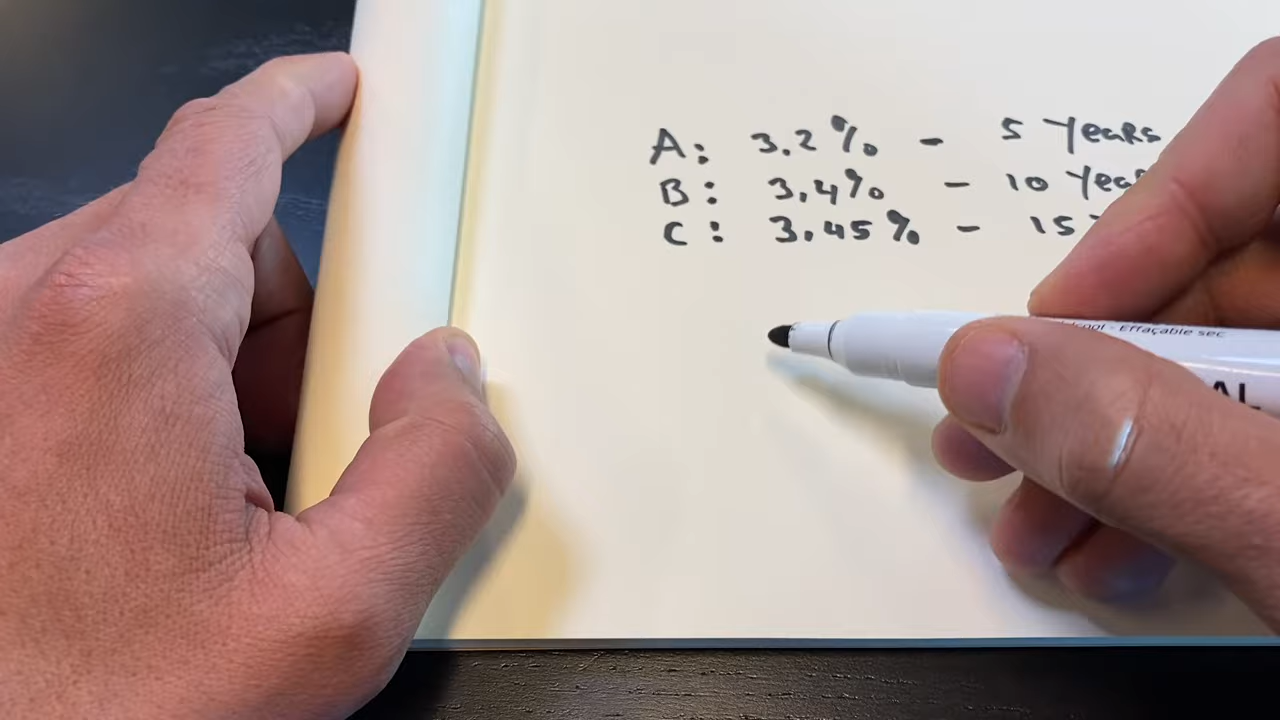 A: 3.2% - 5 Years
B: 3.4% - 10
C: 3.45% - 15
Effaçable sec